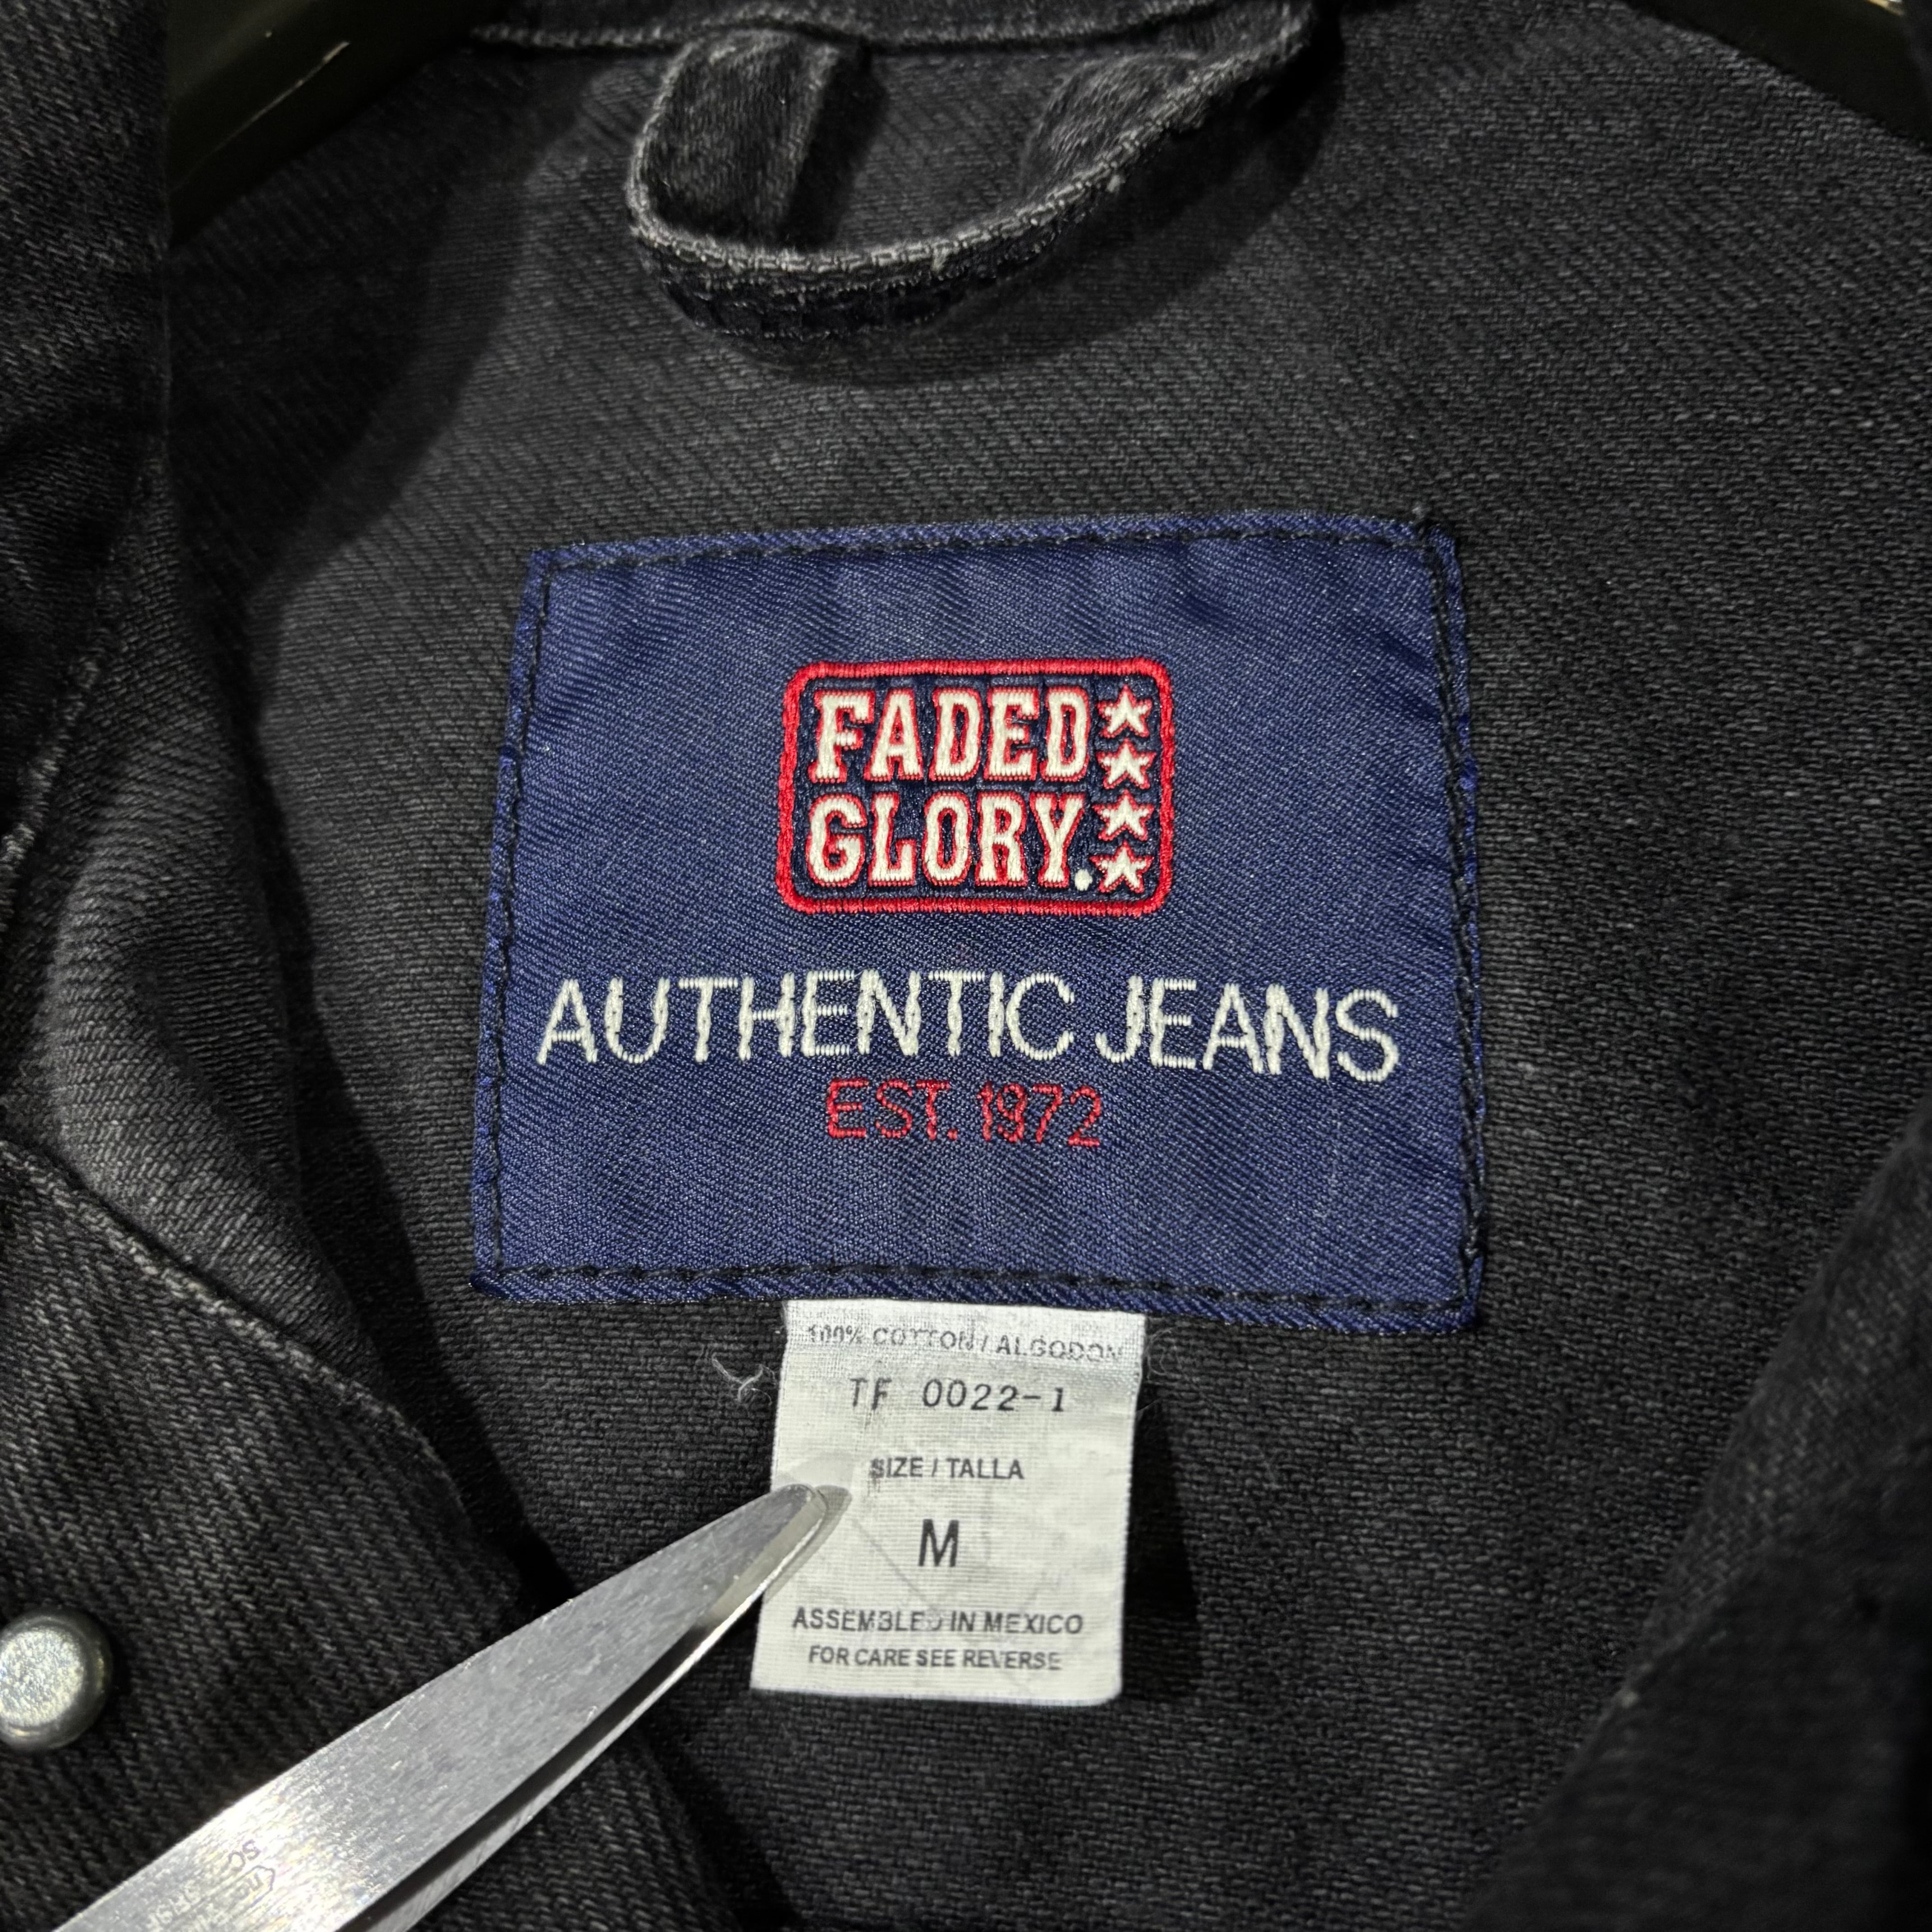 FADED
GLORY.
AUTHENTIC JEANS
EST. 1972
100% COTTON / ALGODON
TF 0022-1
SIZE / TALLA
M
ASSEMBLED IN MEXICO
FOR CARE SEE REVERSE